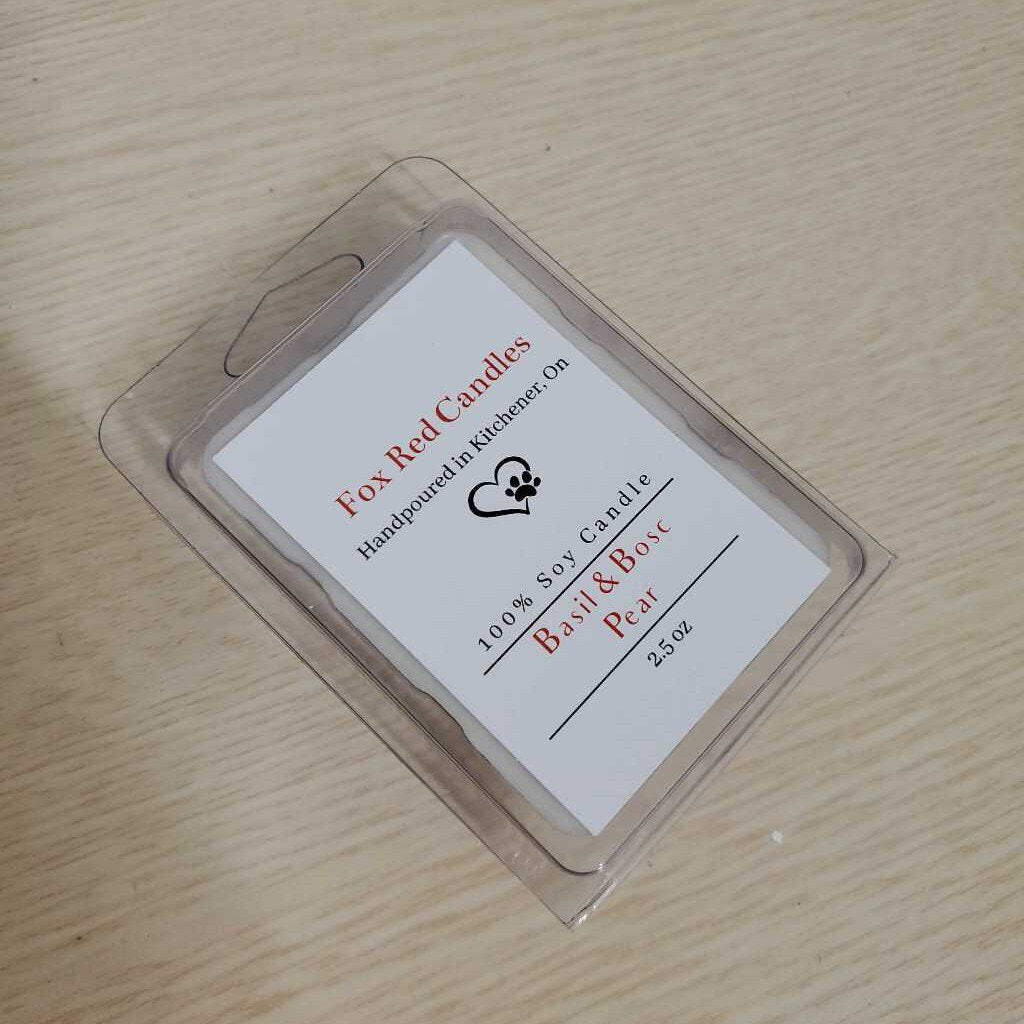 Fox Red Candles
Handpoured in Kitchener, On
100% Soy Candle
Basil & Bosc
Pear
2.5 oz